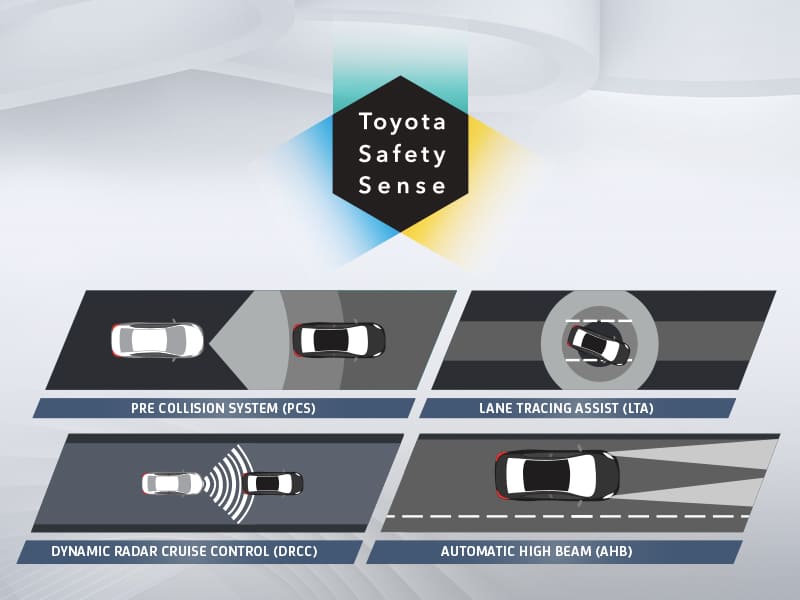 Toyota
Safety
Sense
PRE COLLISION SYSTEM (PCS)
LANE TRACING ASSIST (LTA)
DYNAMIC RADAR CRUISE CONTROL (DRCC)
AUTOMATIC HIGH BEAM (AHB)